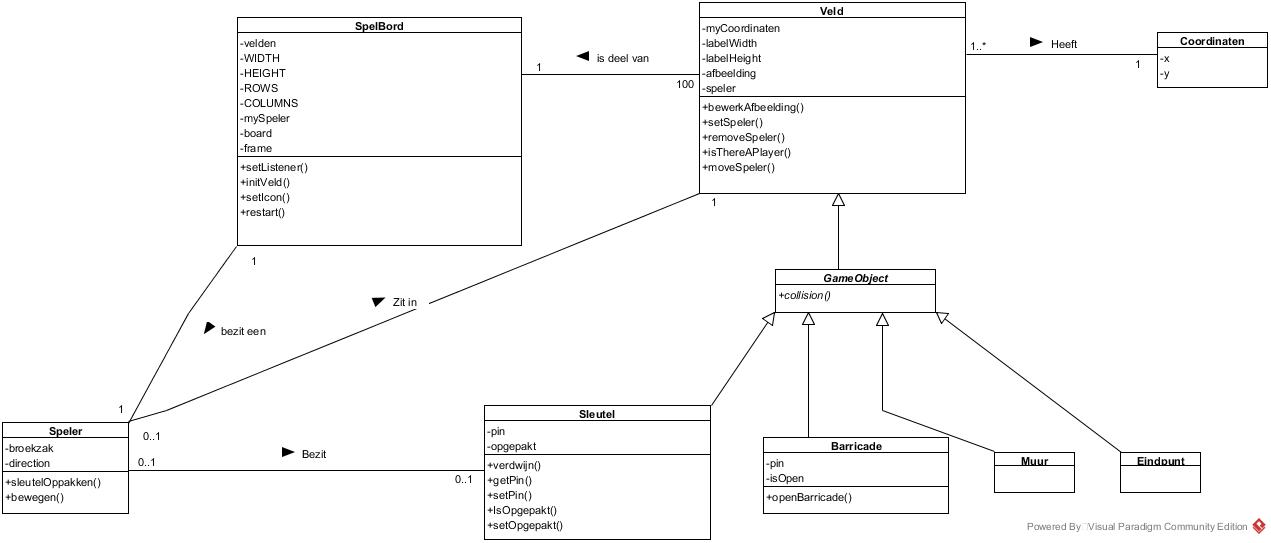 SpelBord
-velden
-WIDTH
-HEIGHT
-ROWS
-COLUMNS
-mySpeler
-board
-frame
+setListener()
+initVeld()
+setIcon()
+restart()
is deel van
1
100
Veld
-myCoordinaten
-labelWidth
-labelHeight
-afbeelding
-speler
+bewerkAfbeelding()
+setSpeler()
+removeSpeler()
+isThereAPlayer()
+moveSpeler()
1..*
Heeft
1
Coordinaten
-x
-y
1
1
GameObject
+collision()
Zit in
bezit een
1
0..1
Speler
-broekzak
-direction
+sleutelOppakken()
+bewegen()
0..1
Bezit
0..1
Sleutel
-pin
-opgepakt
+verdwijn()
+getPin()
+setPin()
+IsOpgepakt()
+setOpgepakt()
Barricade
-pin
-isOpen
+openBarricade()
Muur
Eindpunt
Powered By Visual Paradigm Community Edition